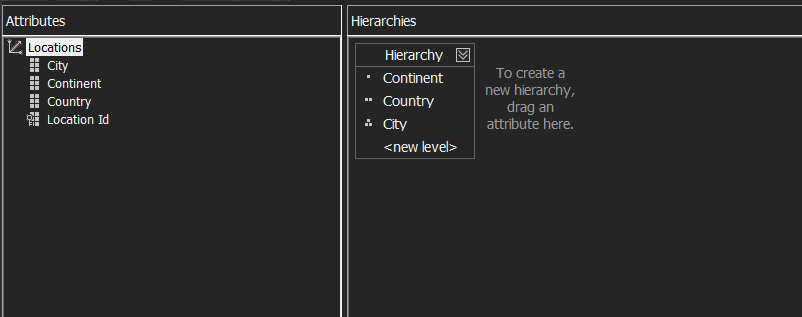 Attributes
Locations
City
Continent
Country
Location Id
Hierarchies
Hierarchy
Continent
Country
City
<new level>
To create a
new hierarchy,
drag an
attribute here.